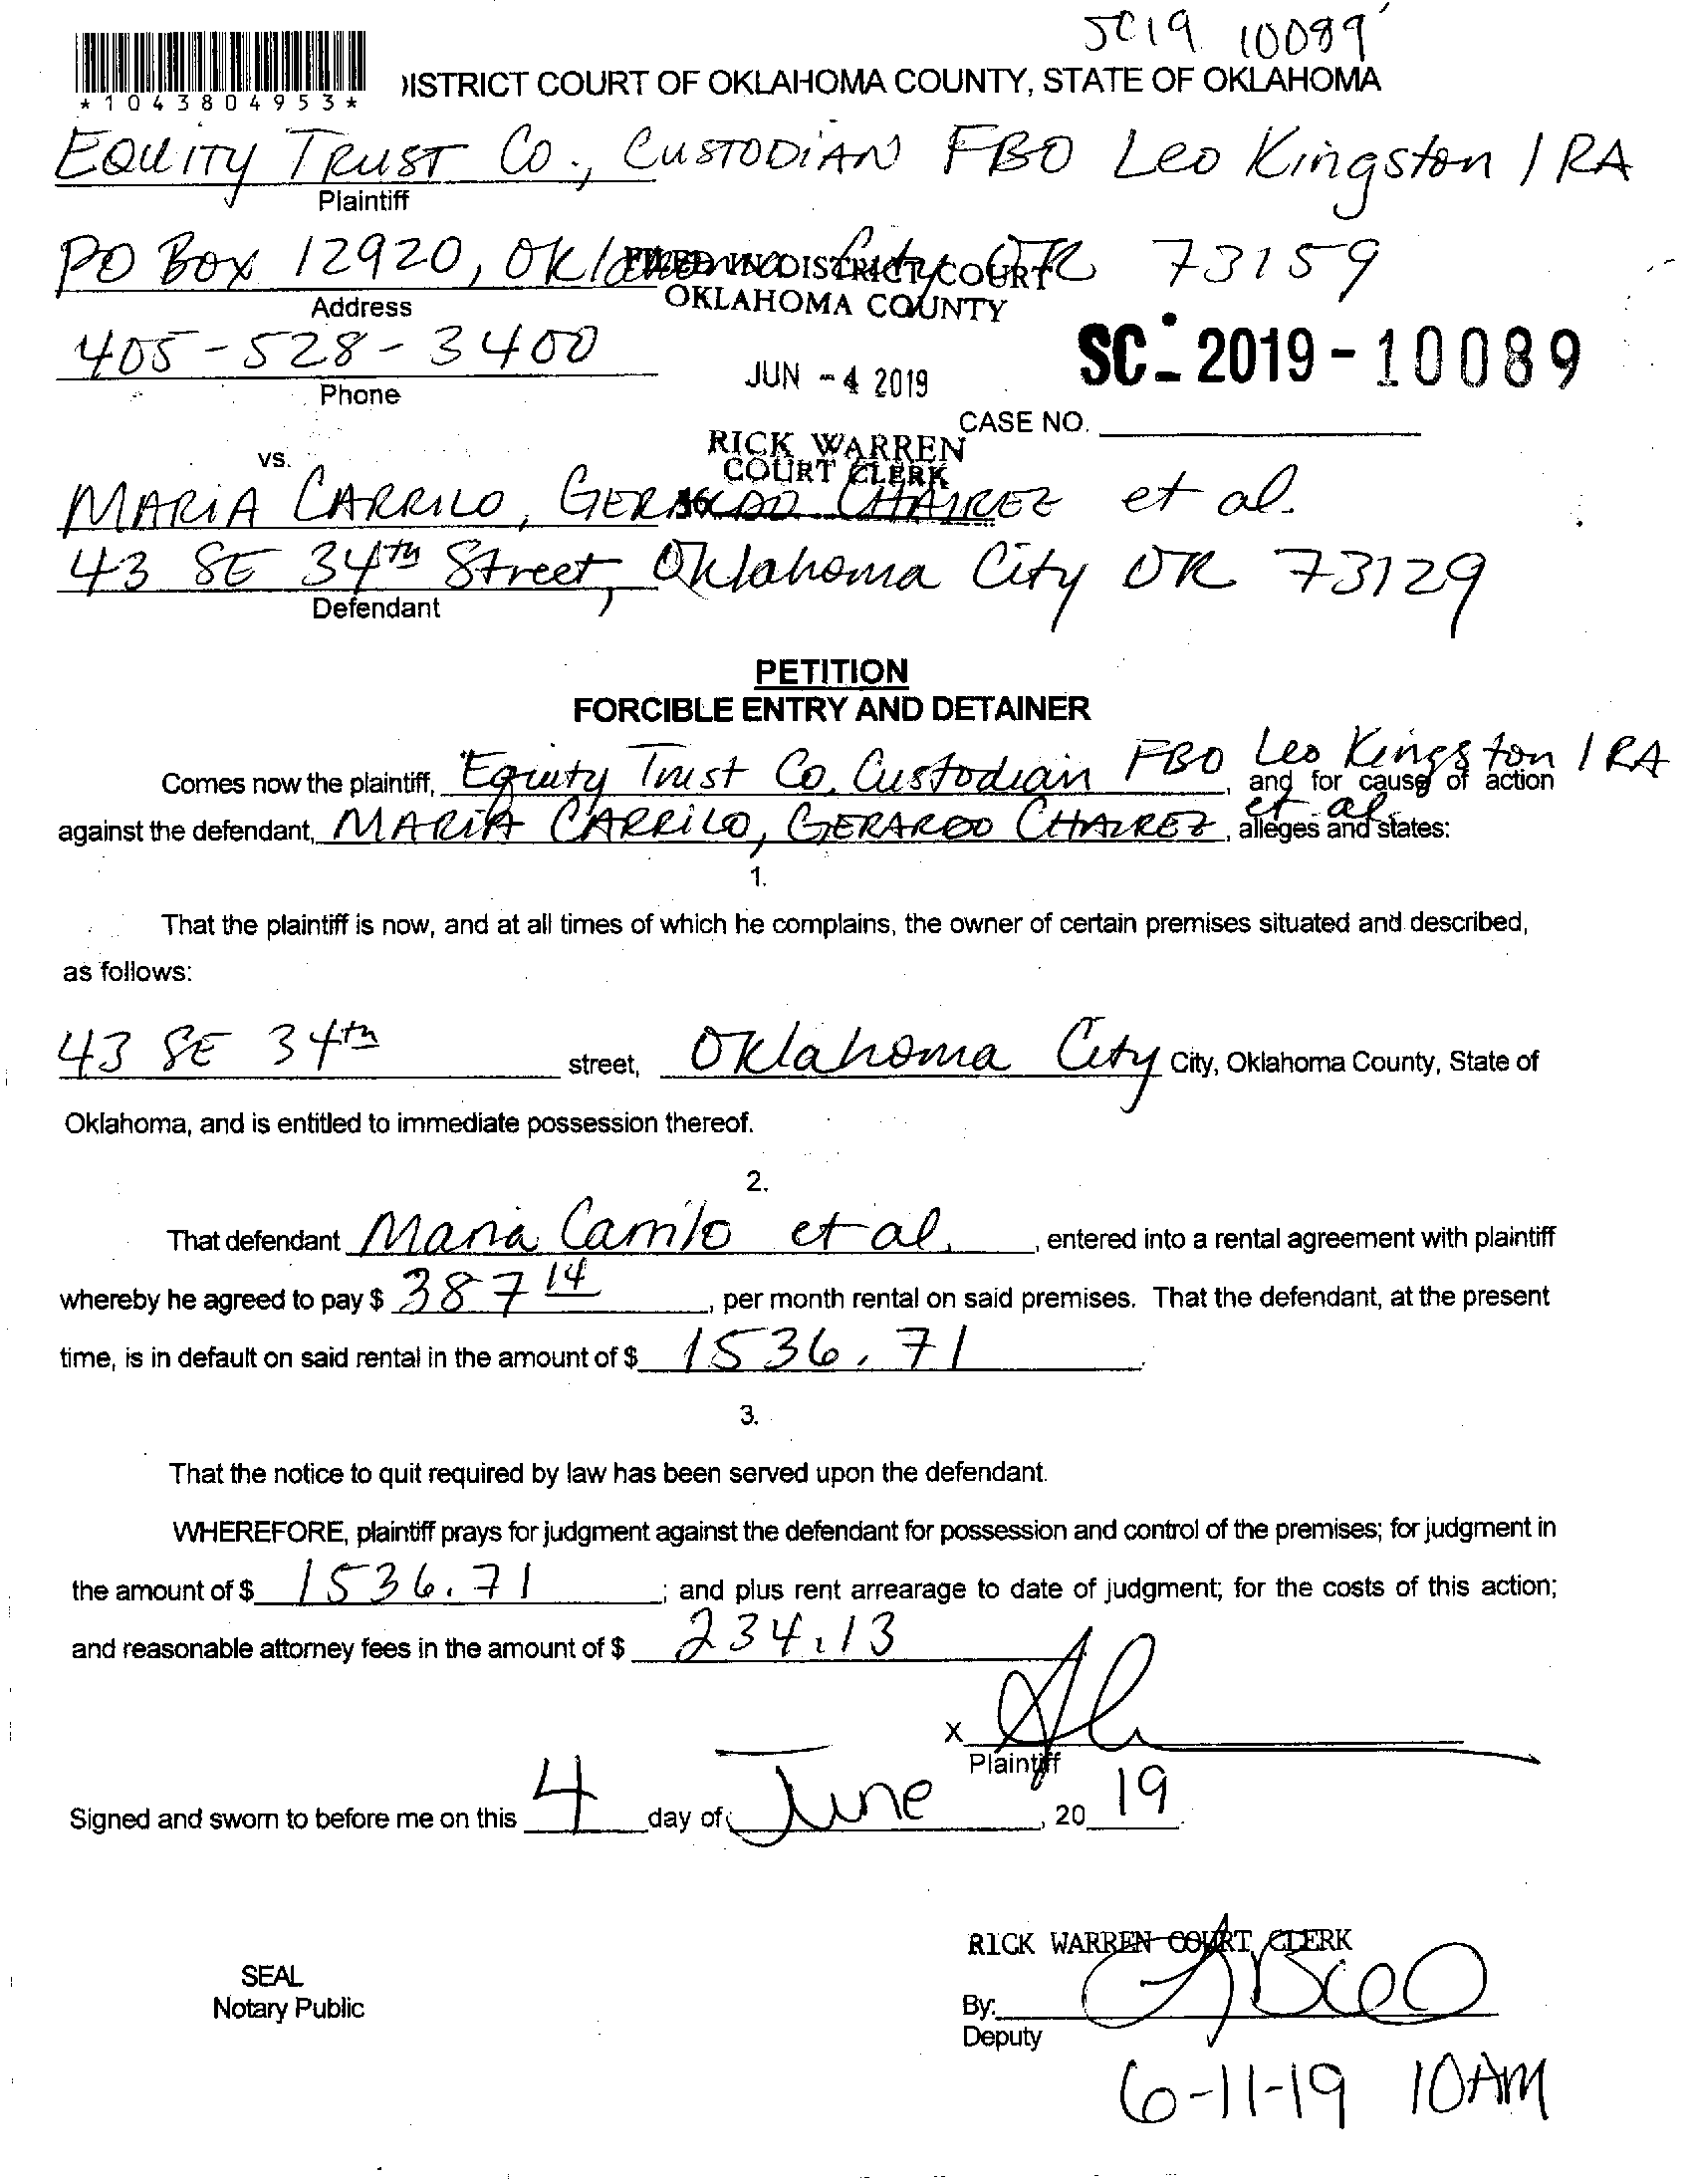 SC19 10089
*1043804953*
DISTRICT COURT OF OKLAHOMA COUNTY, STATE OF OKLAHOMA
EQUITY TRUST CO., CUSTODIAN FBO Leo Kingston IRA
Plaintiff
PO Box 12920, Oklahoma City OK 73159
FILED IN DISTRICT COURT
Address
OKLAHOMA COUNTY
405-528-3400
Phone
JUN -4 2019
SC- 2019-10089
CASE NO.
RICK WARREN
COURT CLERK
vs.
MARIA CARRILO, GERARDO CHAIREZ et al.
43 SE 34th Street, Oklahoma City OK 73129
Defendant
PETITION
FORCIBLE ENTRY AND DETAINER
Comes now the plaintiff, Equity Trust Co. Custodian FBO Leo Kingston IRA, and for cause of action
against the defendant, MARIA CARRILO, GERARDO CHAIREZ et al., alleges and states:
1.
That the plaintiff is now, and at all times of which he complains, the owner of certain premises situated and described,
as follows:
43 SE 34th street, Oklahoma City City, Oklahoma County, State of
Oklahoma, and is entitled to immediate possession thereof.
2.
That defendant Maria Carrilo et al., entered into a rental agreement with plaintiff
whereby he agreed to pay $ 387 14, per month rental on said premises. That the defendant, at the present
time, is in default on said rental in the amount of $ 1536.71.
3.
That the notice to quit required by law has been served upon the defendant.
WHEREFORE, plaintiff prays for judgment against the defendant for possession and control of the premises; for judgment in
the amount of $ 1536.71; and plus rent arrearage to date of judgment; for the costs of this action;
and reasonable attorney fees in the amount of $ 234.13
X
Plaintiff
Signed and sworn to before me on this 4 day of June, 20 19.
RICK WARREN COURT CLERK
SEAL
Notary Public
By:
Deputy
6-11-19 10AM